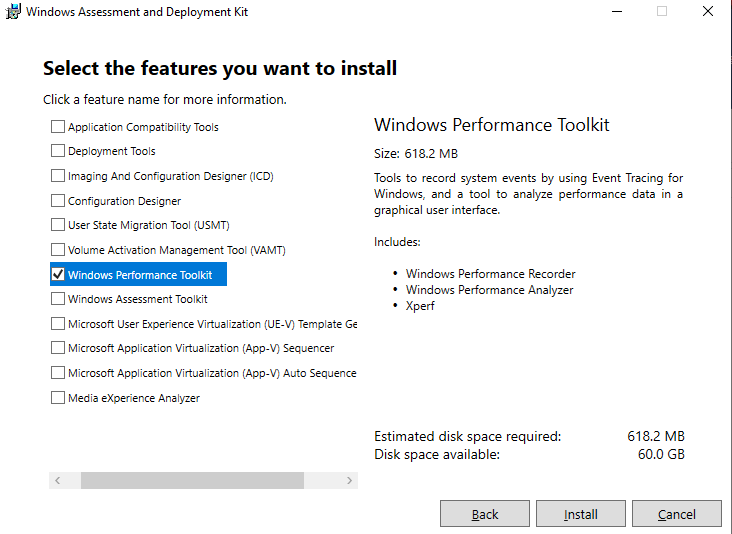 Windows Assessment and Deployment Kit
Select the features you want to install
Click a feature name for more information.
Application Compatibility Tools
Deployment Tools
Imaging And Configuration Designer (ICD)
Configuration Designer
User State Migration Tool (USMT)
Volume Activation Management Tool (VAMT)
Windows Performance Toolkit
Windows Assessment Toolkit
Microsoft User Experience Virtualization (UE-V) Template Ge
Microsoft Application Virtualization (App-V) Sequencer
Microsoft Application Virtualization (App-V) Auto Sequence
Media eXperience Analyzer
Windows Performance Toolkit
Size: 618.2 MB
Tools to record system events by using Event Tracing for
Windows, and a tool to analyze performance data in a
graphical user interface.
Includes:
• Windows Performance Recorder
• Windows Performance Analyzer
• Xperf
Estimated disk space required: 618.2 MB
Disk space available: 60.0 GB
Back
Install
Cancel